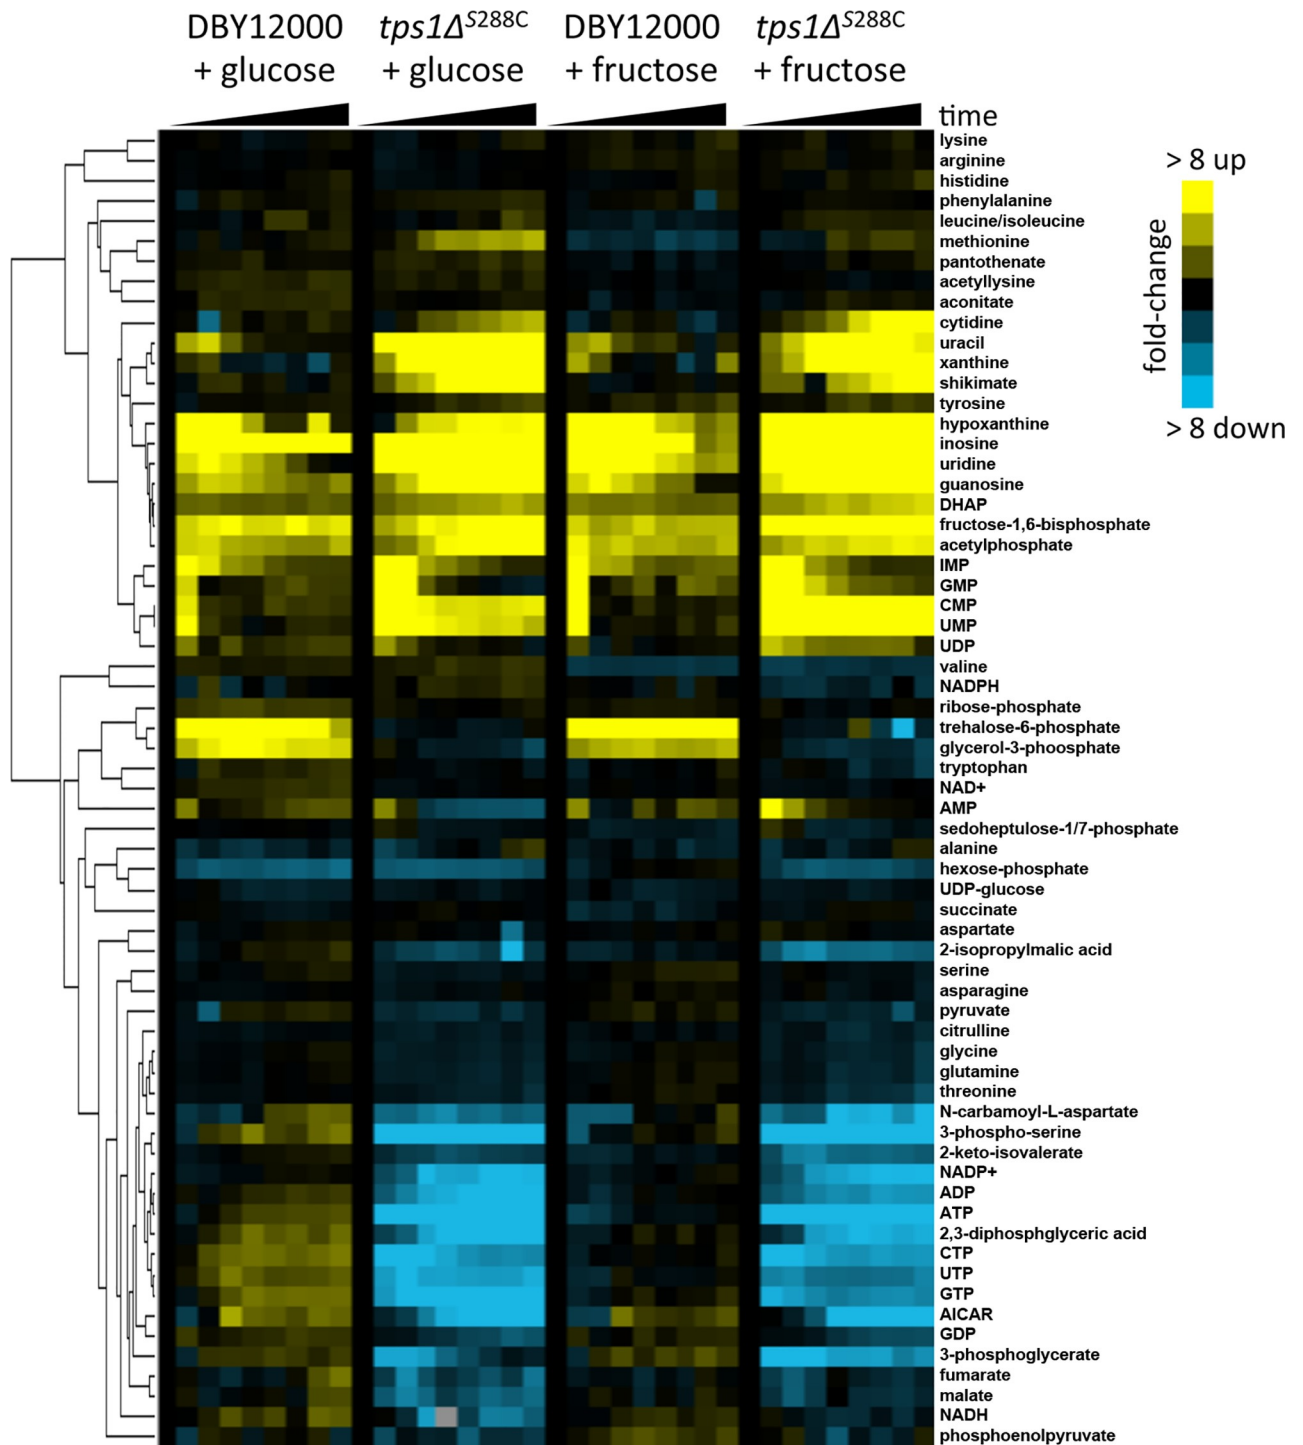 DBY12000 tps1Δ^S288C DBY12000 tps1Δ^S288C
+ glucose + glucose + fructose + fructose
time
> 8 up
fold-change
> 8 down
lysine
arginine
histidine
phenylalanine
leucine/isoleucine
methionine
pantothenate
acetyllysine
aconitate
cytidine
uracil
xanthine
shikimate
tyrosine
hypoxanthine
inosine
uridine
guanosine
DHAP
fructose-1,6-bisphosphate
acetylphosphate
IMP
GMP
CMP
UMP
UDP
valine
NADPH
ribose-phosphate
trehalose-6-phosphate
glycerol-3-phoosphate
tryptophan
NAD+
AMP
sedoheptulose-1/7-phosphate
alanine
hexose-phosphate
UDP-glucose
succinate
aspartate
2-isopropylmalic acid
serine
asparagine
pyruvate
citrulline
glycine
glutamine
threonine
N-carbamoyl-L-aspartate
3-phospho-serine
2-keto-isovalerate
NADP+
ADP
ATP
2,3-diphosphglyceric acid
CTP
UTP
GTP
AICAR
GDP
3-phosphoglycerate
fumarate
malate
NADH
phosphoenolpyruvate